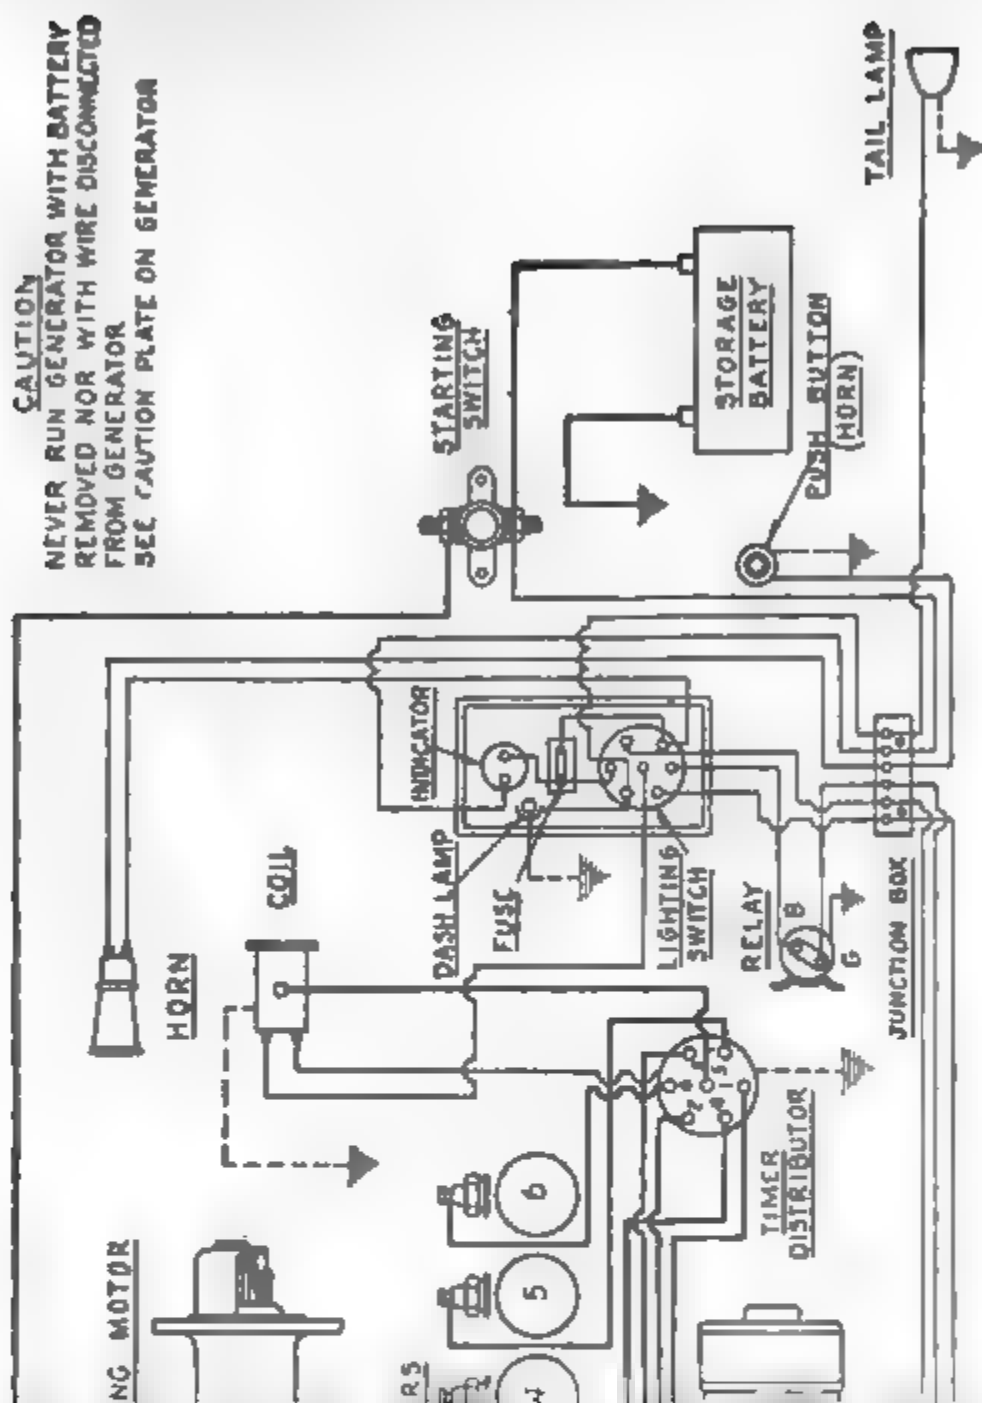 CAUTION
NEVER RUN GENERATOR WITH BATTERY
REMOVED NOR WITH WIRE DISCONNECTED
FROM GENERATOR
SEE CAUTION PLATE ON GENERATOR
TAIL LAMP
STORAGE
BATTERY
STARTING
SWITCH
PUSH BUTTON
(HORN)
INDICATOR
DASH LAMP
FUSE
LIGHTING
SWITCH
RELAY
B
G
JUNCTION BOX
COIL
HORN
TIMER
DISTRIBUTOR
6
5
4
NG MOTOR
RS